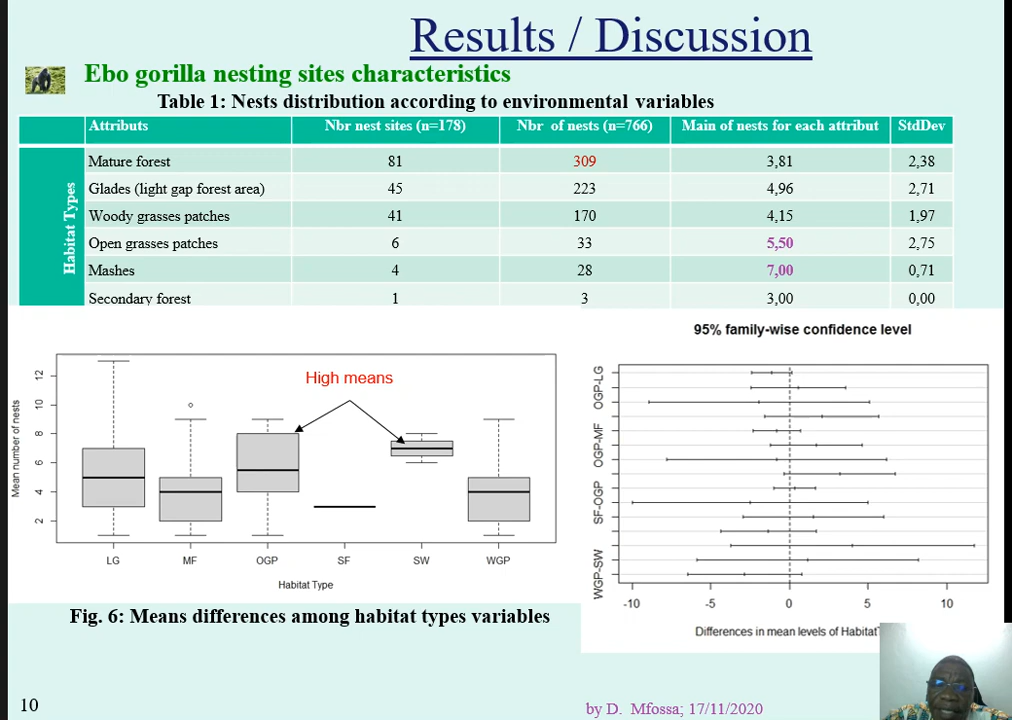 Results / Discussion
Ebo gorilla nesting sites characteristics
Table 1: Nests distribution according to environmental variables
Attributs Nbr nest sites (n=178) Nbr of nests (n=766) Main of nests for each attribut StdDev
Habitat Types
Mature forest 81 309 3,81 2,38
Glades (light gap forest area) 45 223 4,96 2,71
Woody grasses patches 41 170 4,15 1,97
Open grasses patches 6 33 5,50 2,75
Mashes 4 28 7,00 0,71
Secondary forest 1 3 3,00 0,00
High means
Mean number of nests
12
10
8
6
4
2
LG MF OGP SF SW WGP
Habitat Type
Fig. 6: Means differences among habitat types variables
95% family-wise confidence level
OGP-LG
OGP-MF
SF-OGP
WGP-SW
-10 -5 0 5 10
Differences in mean levels of Habitat
10
by D. Mfossa; 17/11/2020